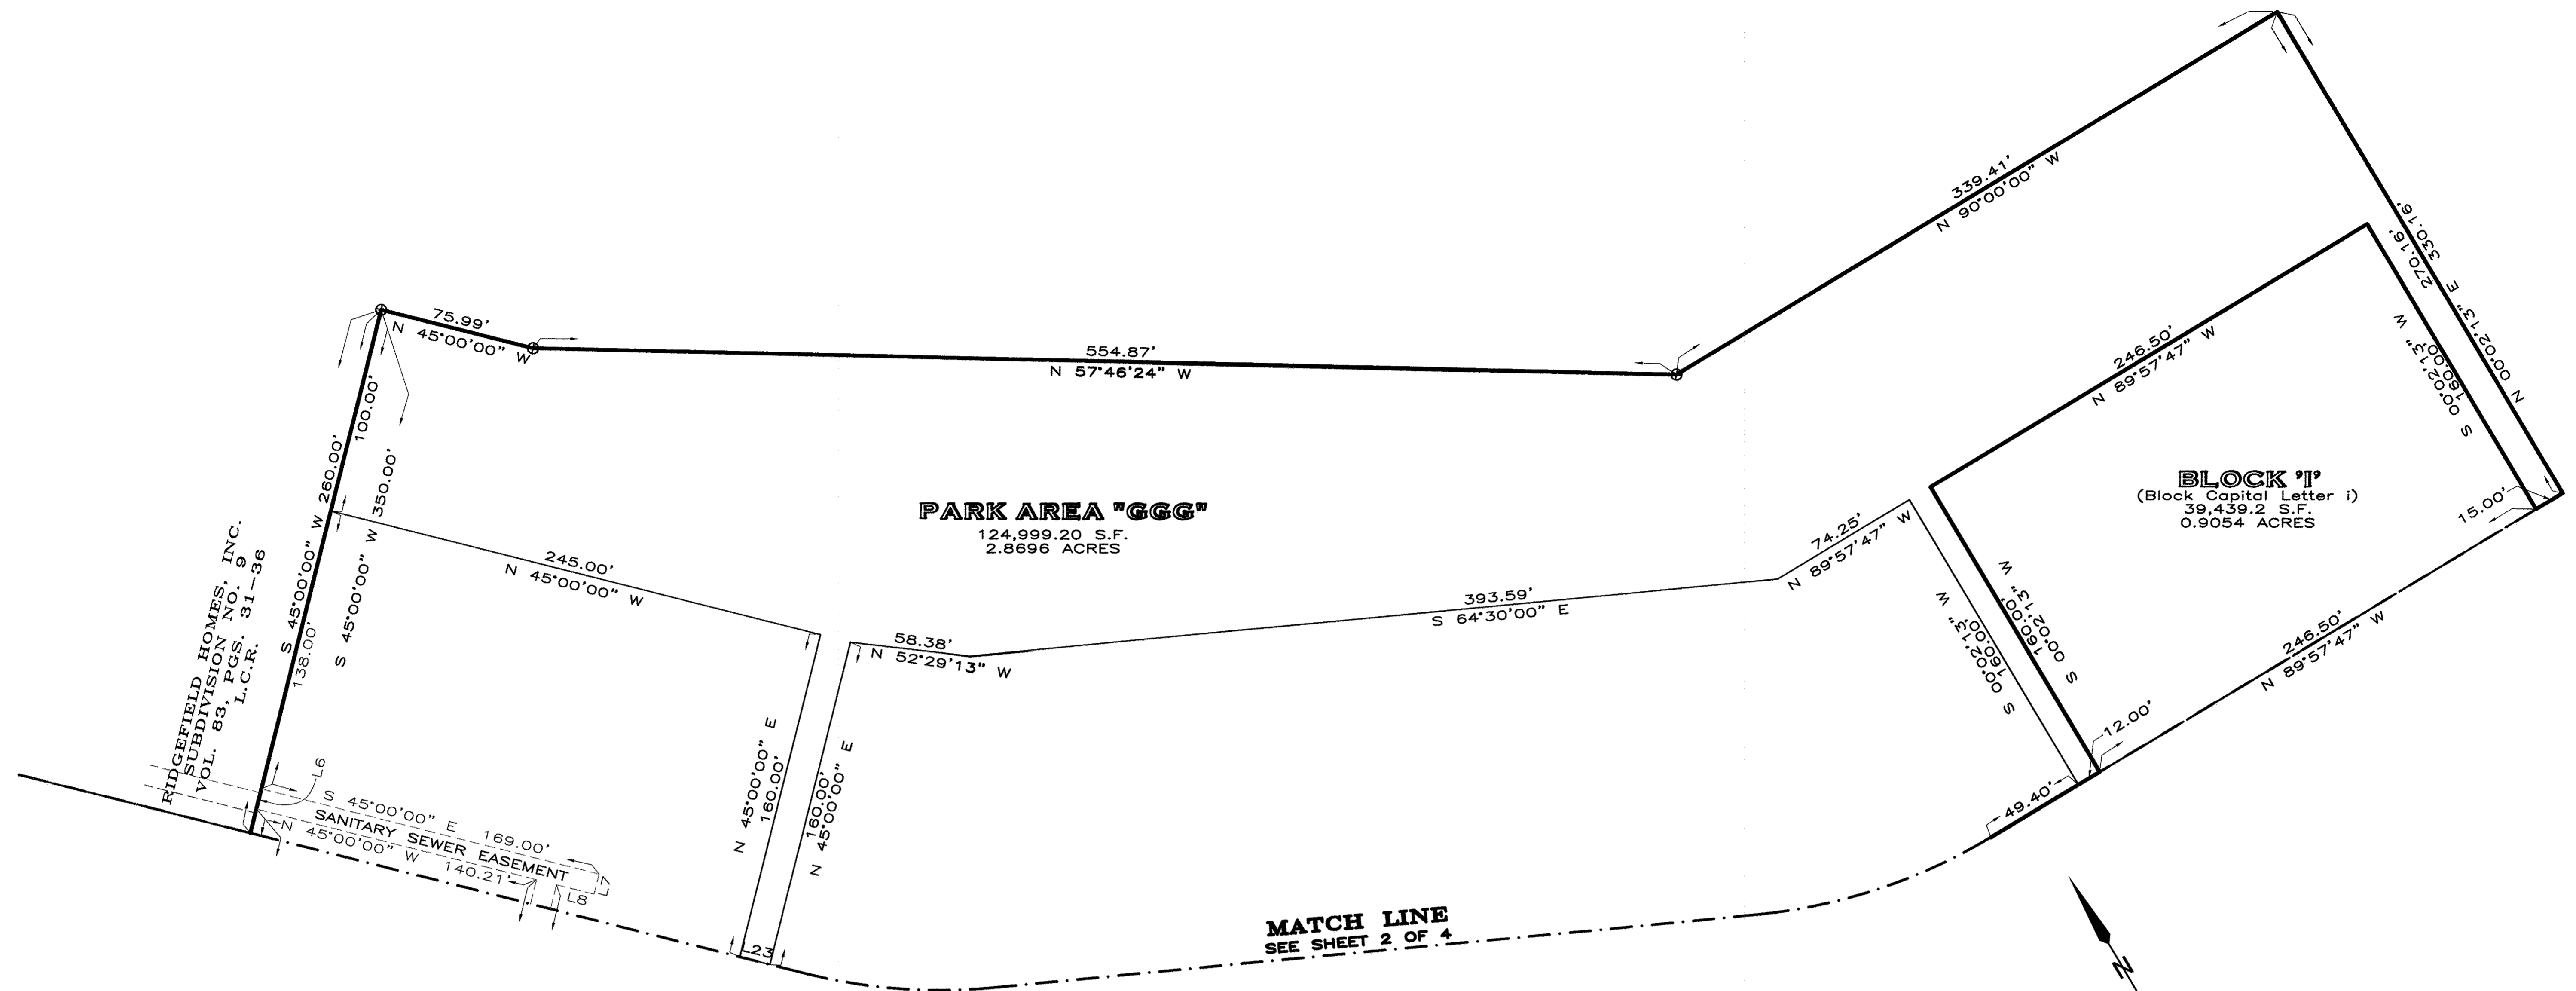 339.41'
N 90°00'00" W
330.16'
N 00°02'13" E
270.16'
75.99'
N 45°00'00" W
554.87'
N 57°46'24" W
246.50'
N 89°57'47" W
S 00°02'13" W
160.00'
100.00'
260.00'
S 45°00'00" W
S 45°00'00" W 350.00'
138.00'
PARK AREA "GGG"
124,999.20 S.F.
2.8696 ACRES
BLOCK 'I'
(Block Capital Letter i)
39,439.2 S.F.
0.9054 ACRES
15.00'
74.25'
N 89°57'47" W
245.00'
N 45°00'00" W
393.59'
S 64°30'00" E
58.38'
N 52°29'13" W
S 00°02'13" W
160.00'
S 00°02'13" W
160.00'
246.50'
N 89°57'47" W
12.00'
49.40'
RIDGEFIELD HOMES, INC.
SUBDIVISION NO. 9
VOL. 83, PGS. 31-36
L.C.R.
L6
S 45°00'00" E 169.00'
SANITARY SEWER EASEMENT
N 45°00'00" W 140.21'
L7
L8
N 45°00'00" E
160.00'
160.00'
N 45°00'00" E
L23
MATCH LINE
SEE SHEET 2 OF 4
N